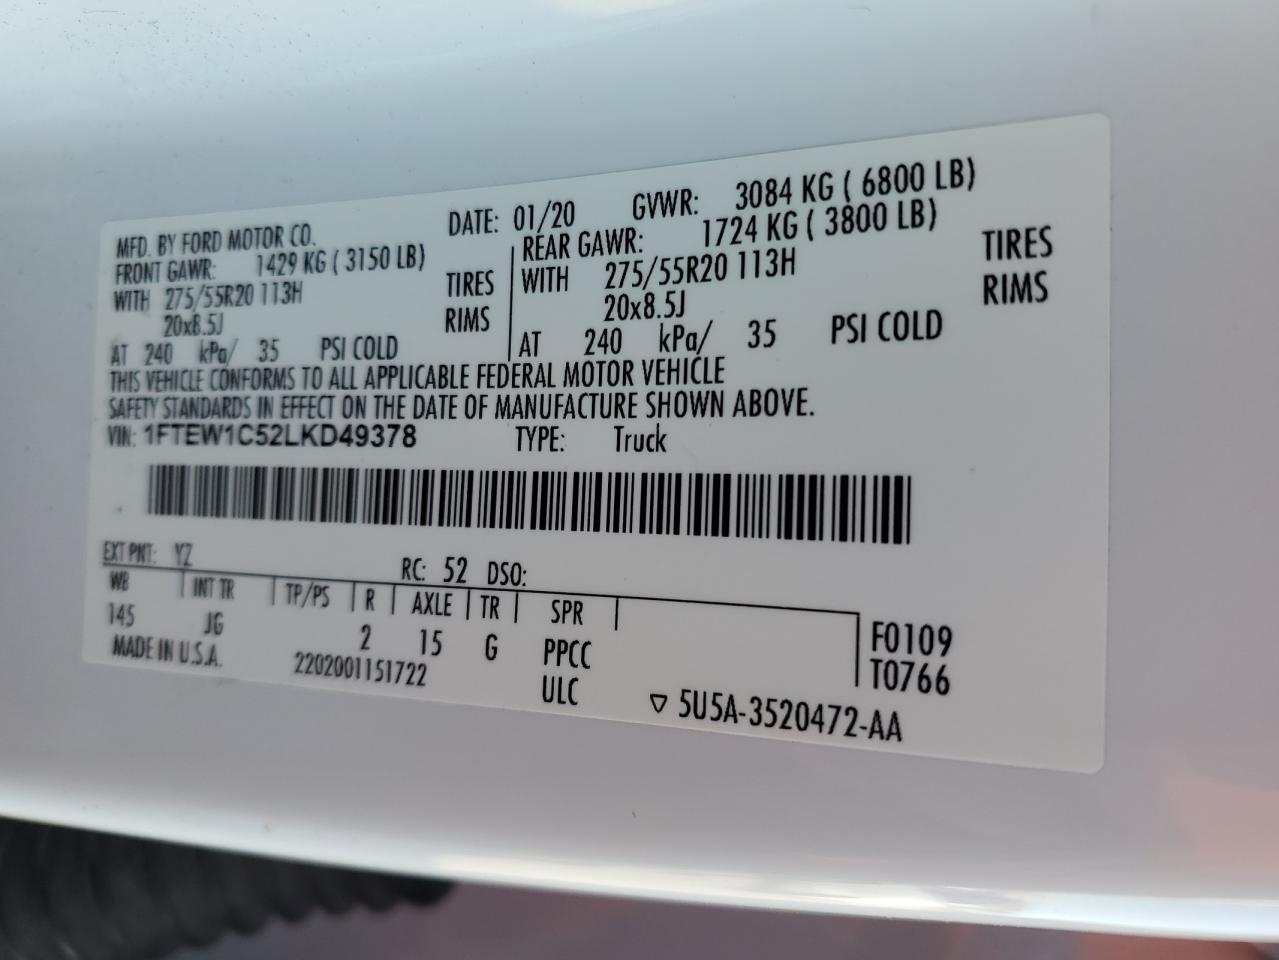 MFD. BY FORD MOTOR CO. DATE: 01/20 GVWR: 3084 KG ( 6800 LB)
FRONT GAWR: 1429 KG ( 3150 LB) REAR GAWR: 1724 KG ( 3800 LB)
WITH 275/55R20 113H TIRES WITH 275/55R20 113H TIRES
20x8.5J RIMS 20x8.5J RIMS
AT 240 kPa/ 35 PSI COLD AT 240 kPa/ 35 PSI COLD
THIS VEHICLE CONFORMS TO ALL APPLICABLE FEDERAL MOTOR VEHICLE
SAFETY STANDARDS IN EFFECT ON THE DATE OF MANUFACTURE SHOWN ABOVE.
VIN: 1FTEW1C52LKD49378 TYPE: Truck
EXT PNT: YZ RC: 52 DSO:
WB INT TR TP/PS R AXLE TR SPR
145 JG 2 15 G PPCC F0109
MADE IN U.S.A. 2202001151722 ULC T0766
5U5A-3520472-AA